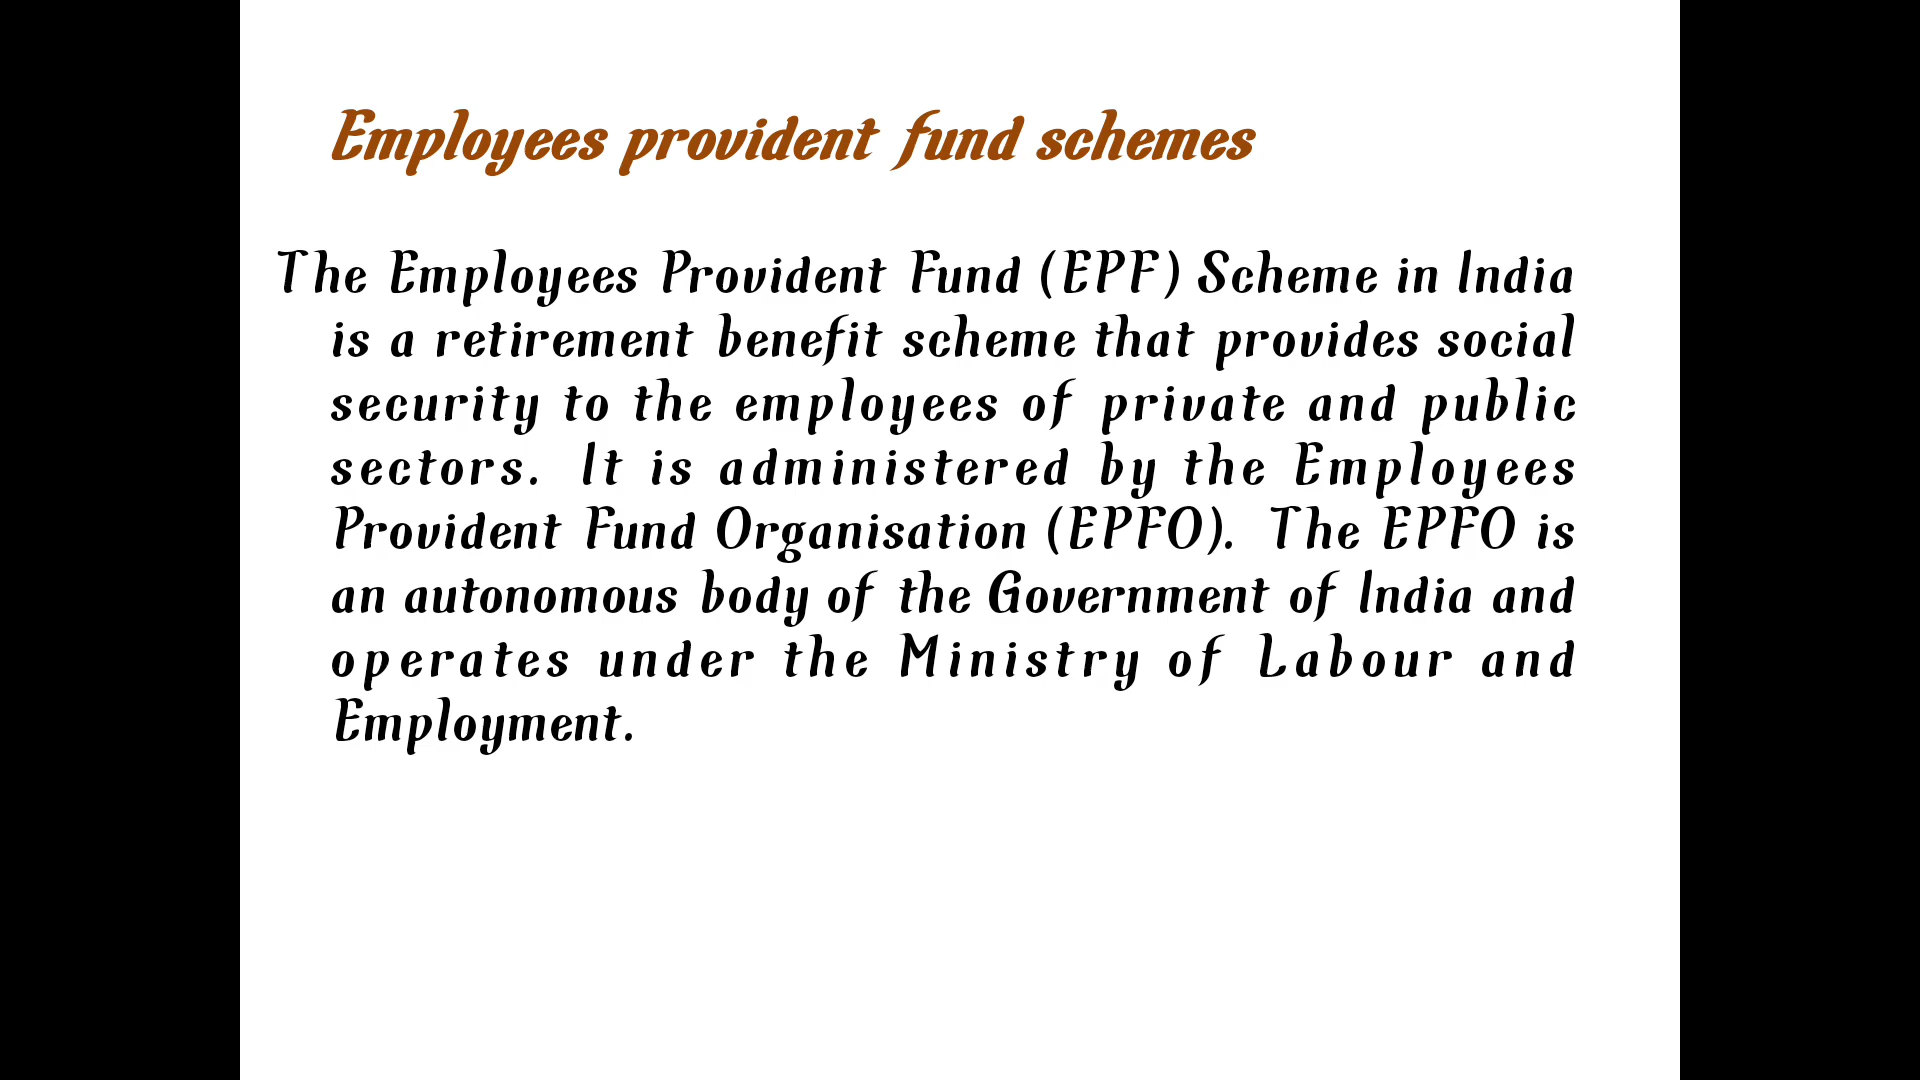 Employees provident fund schemes
The Employees Provident Fund (EPF) Scheme in India
is a retirement benefit scheme that provides social
security to the employees of private and public
sectors. It is administered by the Employees
Provident Fund Organisation (EPFO). The EPFO is
an autonomous body of the Government of India and
operates under the Ministry of Labour and
Employment.